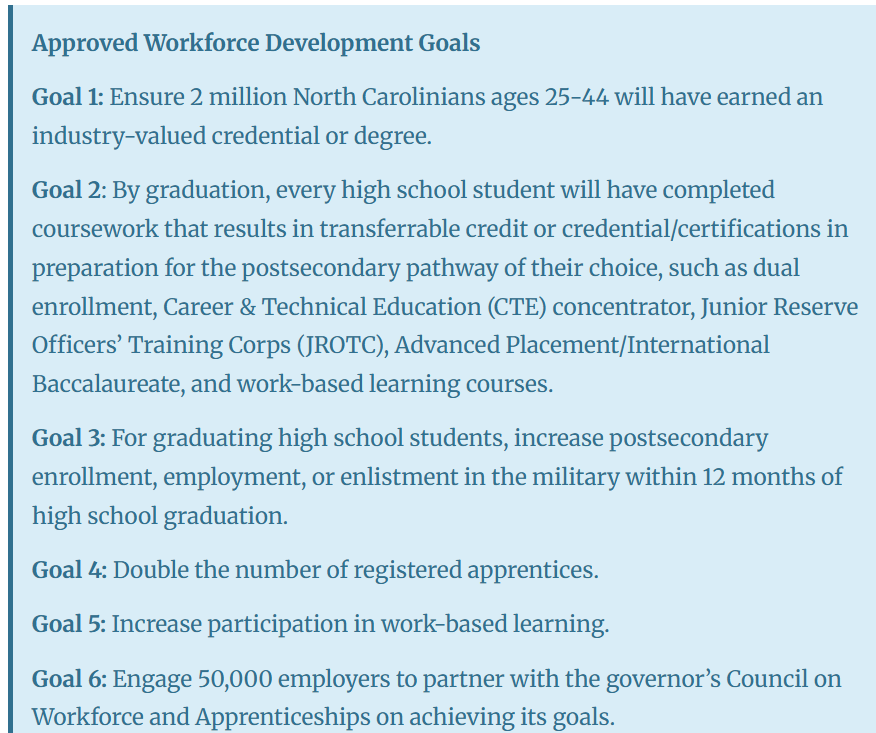 Approved Workforce Development Goals
Goal 1: Ensure 2 million North Carolinians ages 25-44 will have earned an
industry-valued credential or degree.
Goal 2: By graduation, every high school student will have completed
coursework that results in transferrable credit or credential/certifications in
preparation for the postsecondary pathway of their choice, such as dual
enrollment, Career & Technical Education (CTE) concentrator, Junior Reserve
Officers’ Training Corps (JROTC), Advanced Placement/International
Baccalaureate, and work-based learning courses.
Goal 3: For graduating high school students, increase postsecondary
enrollment, employment, or enlistment in the military within 12 months of
high school graduation.
Goal 4: Double the number of registered apprentices.
Goal 5: Increase participation in work-based learning.
Goal 6: Engage 50,000 employers to partner with the governor’s Council on
Workforce and Apprenticeships on achieving its goals.